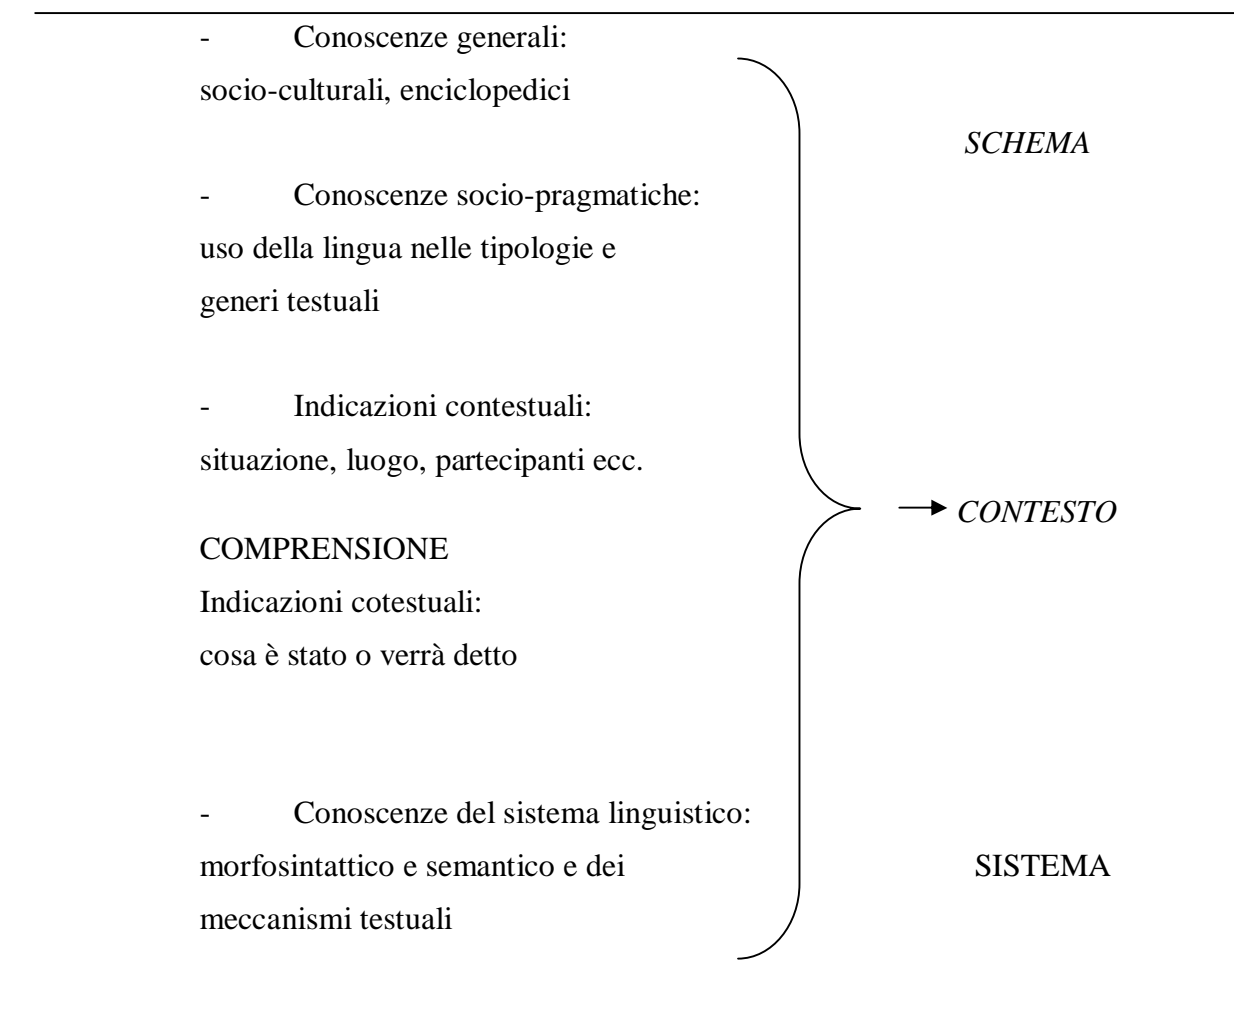 - Conoscenze generali:
socio-culturali, enciclopedici
SCHEMA
- Conoscenze socio-pragmatiche:
uso della lingua nelle tipologie e
generi testuali
- Indicazioni contestuali:
situazione, luogo, partecipanti ecc.
CONTESTO
COMPRENSIONE
Indicazioni cotestuali:
cosa è stato o verrà detto
- Conoscenze del sistema linguistico:
morfosintattico e semantico e dei
SISTEMA
meccanismi testuali